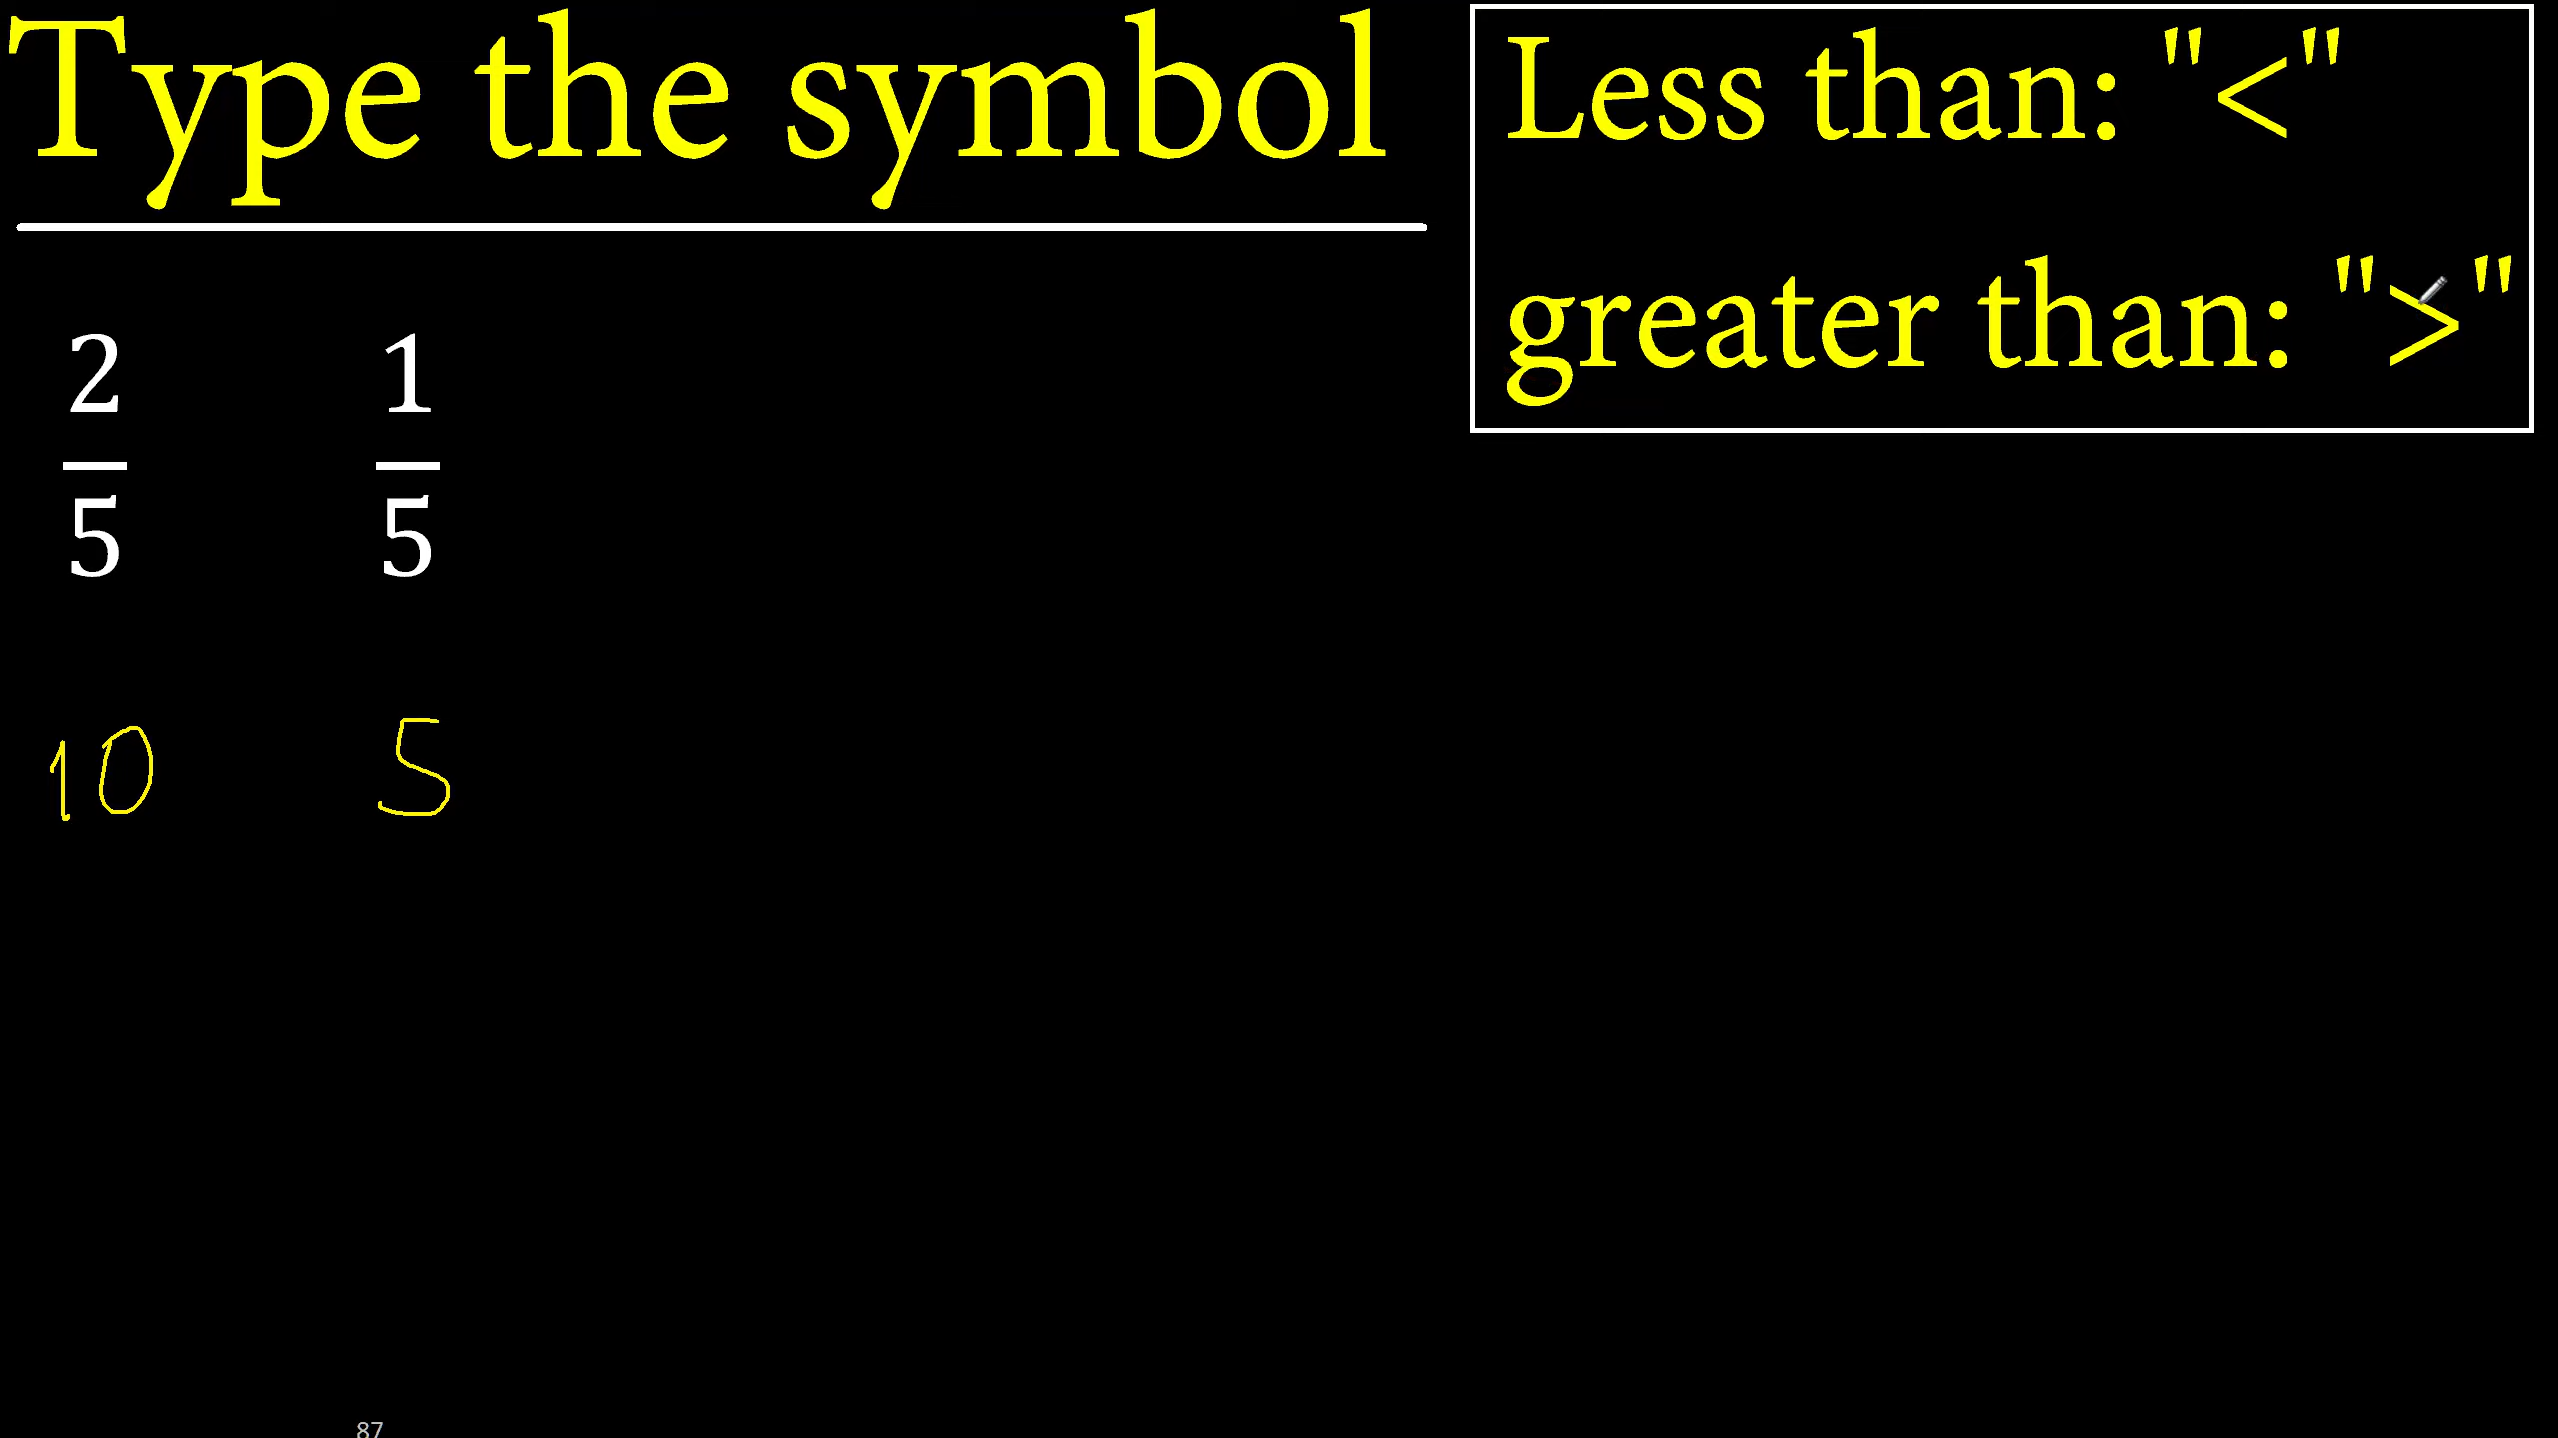 Type the symbol
Less than: "<"
greater than: ">"
2 1
5 5
10 5
87